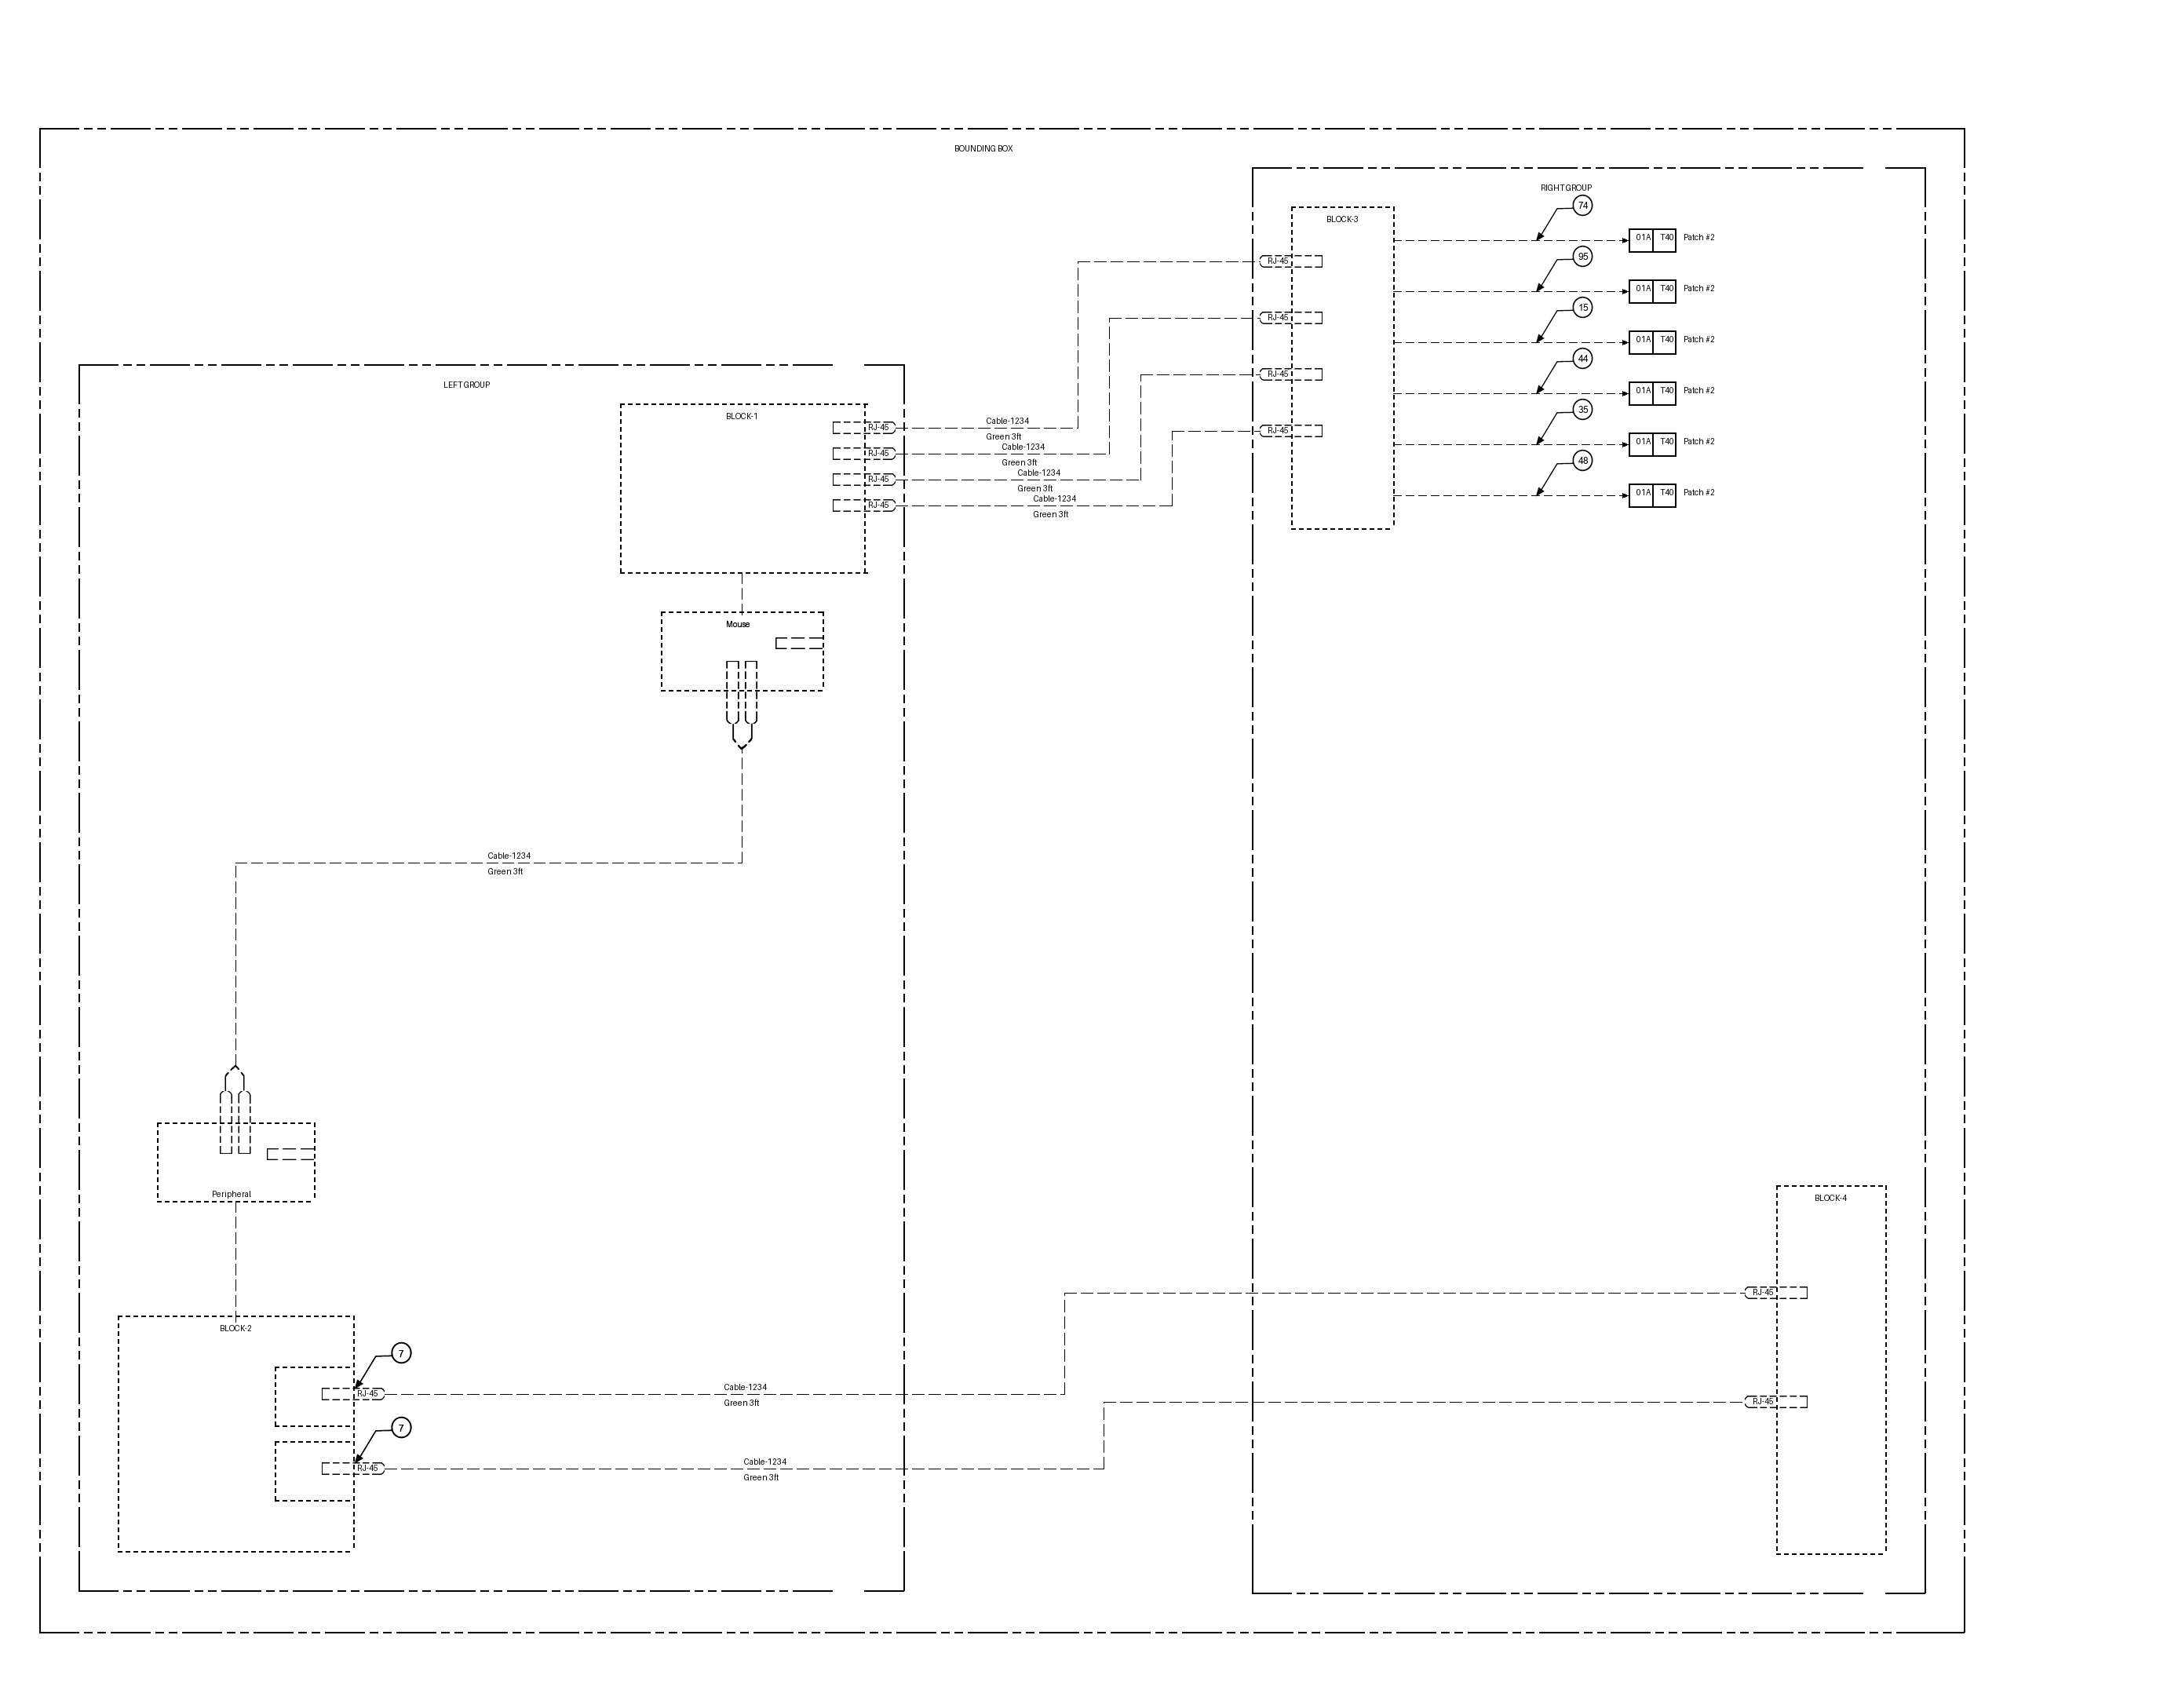 BOUNDING BOX
RIGHT GROUP
74
BLOCK-3
01A T40 Patch #2
95
RJ-45
01A T40 Patch #2
15
RJ-45
01A T40 Patch #2
44
RJ-45
01A T40 Patch #2
35
RJ-45
01A T40 Patch #2
48
01A T40 Patch #2
LEFT GROUP
BLOCK-1
RJ-45
Cable-1234
Green 3ft
RJ-45
Cable-1234
Green 3ft
RJ-45
Cable-1234
Green 3ft
RJ-45
Cable-1234
Green 3ft
Mouse
Cable-1234
Green 3ft
Peripheral
BLOCK-4
RJ-45
RJ-45
BLOCK-2
7
RJ-45
Cable-1234
Green 3ft
7
RJ-45
Cable-1234
Green 3ft